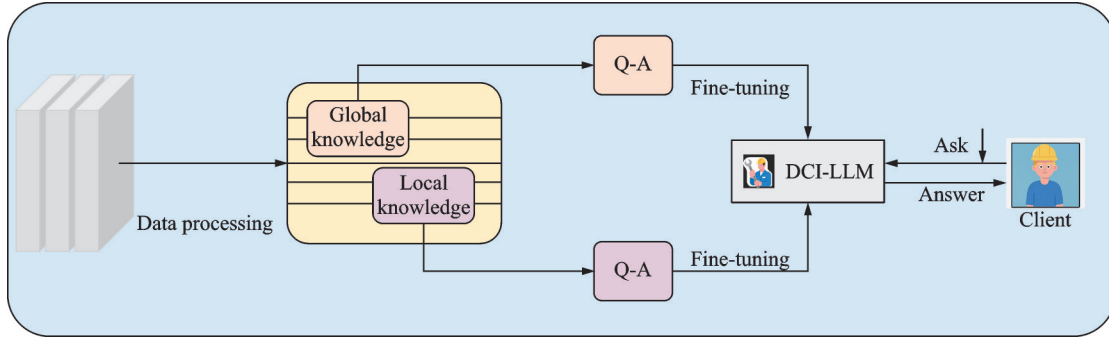 Q-A
Fine-tuning
Global
knowledge
Data processing
Local
knowledge
DCI-LLM
Ask
Answer
Client
Q-A
Fine-tuning